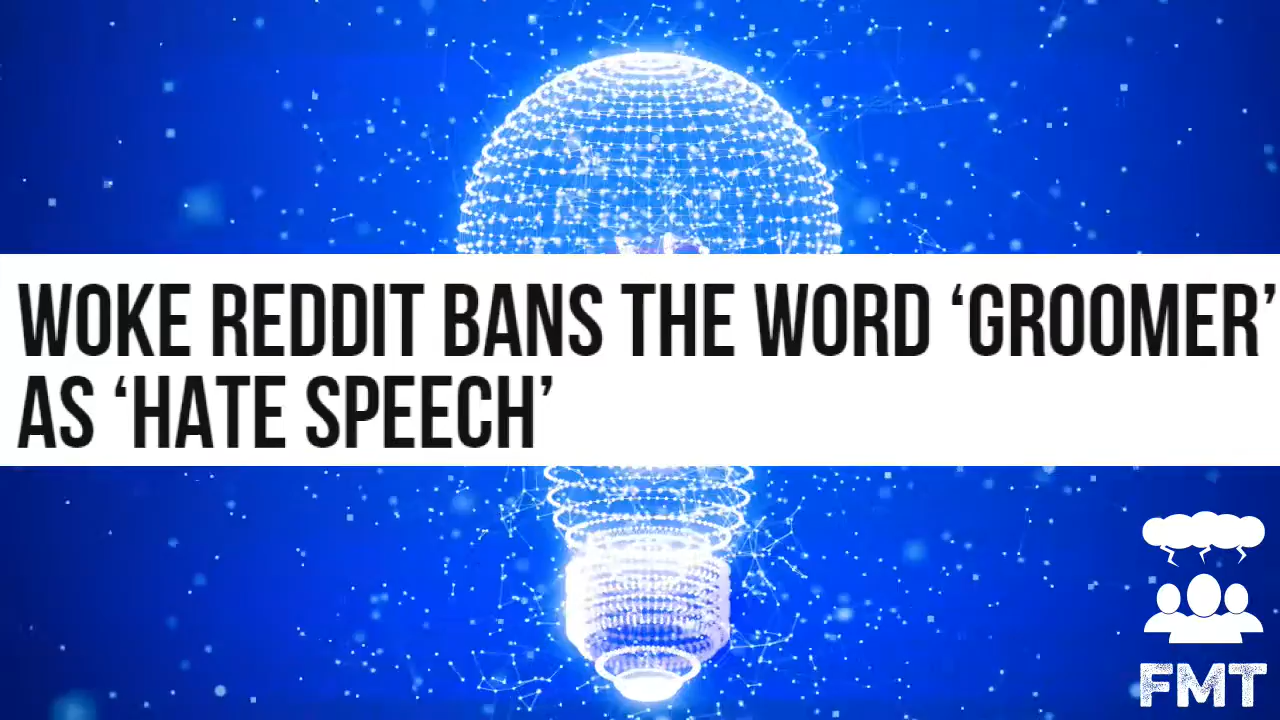 WOKE REDDIT BANS THE WORD ‘GROOMER’
AS ‘HATE SPEECH’
FMT